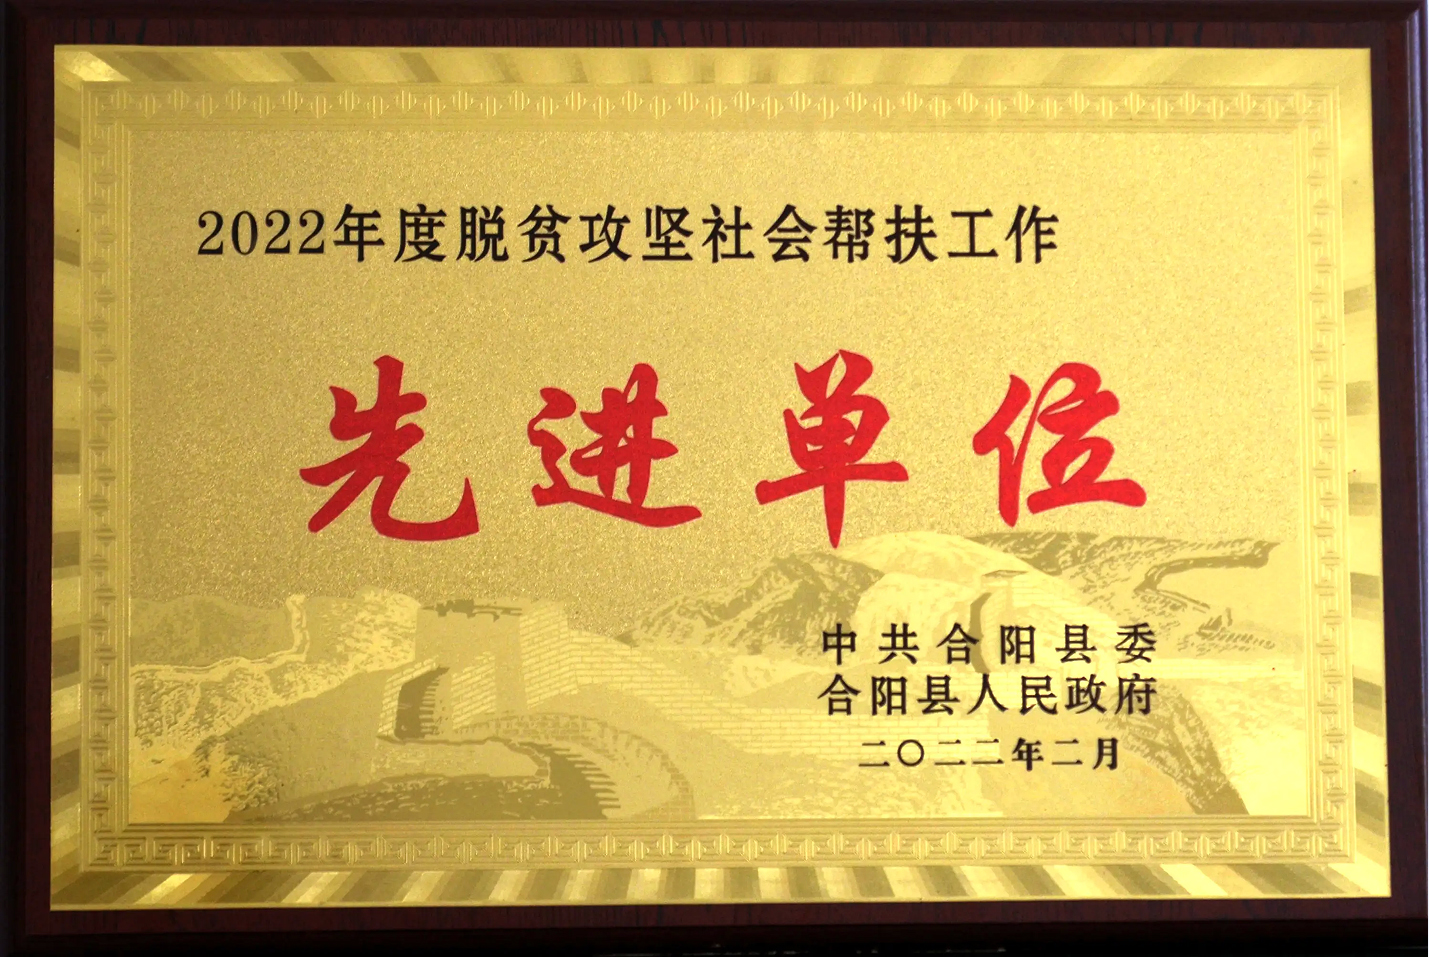 2022年度脱贫攻坚社会帮扶工作
先进单位
中共合阳县委
合阳县人民政府
二〇二二年二月